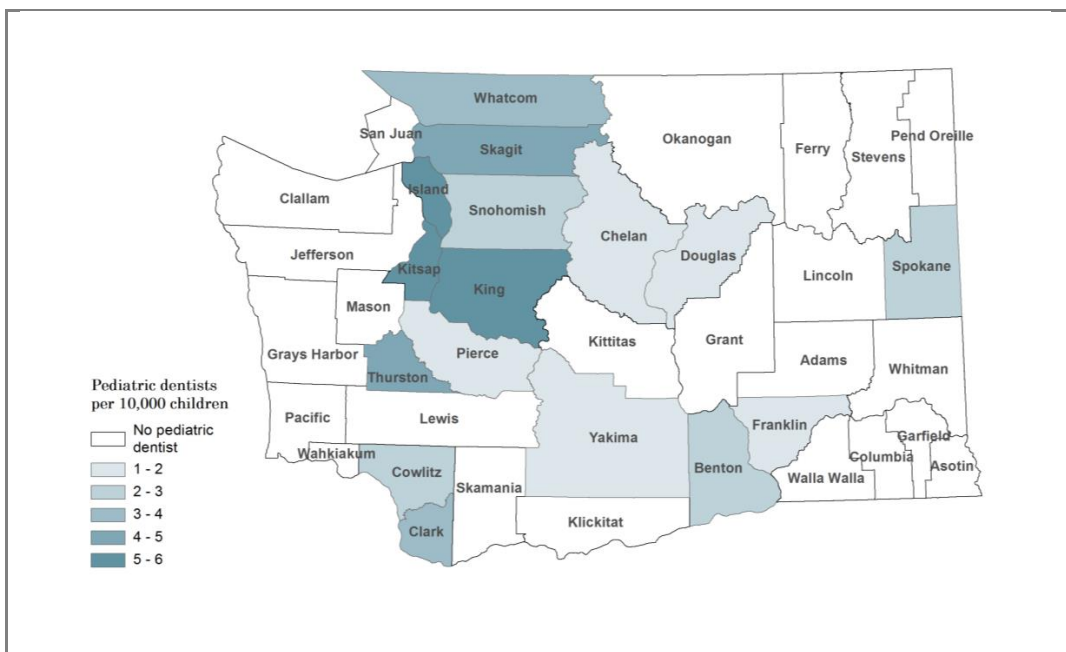 Whatcom
San Juan
Skagit
Okanogan
Ferry
Stevens
Pend Oreille
Island
Clallam
Snohomish
Chelan
Douglas
Jefferson
Kitsap
King
Lincoln
Spokane
Mason
Kittitas
Grant
Grays Harbor
Pierce
Adams
Whitman
Thurston
Pediatric dentists
per 10,000 children
No pediatric
dentist
1 - 2
2 - 3
3 - 4
4 - 5
5 - 6
Pacific
Lewis
Yakima
Franklin
Garfield
Wahkiakum
Cowlitz
Skamania
Benton
Walla Walla
Columbia
Asotin
Clark
Klickitat